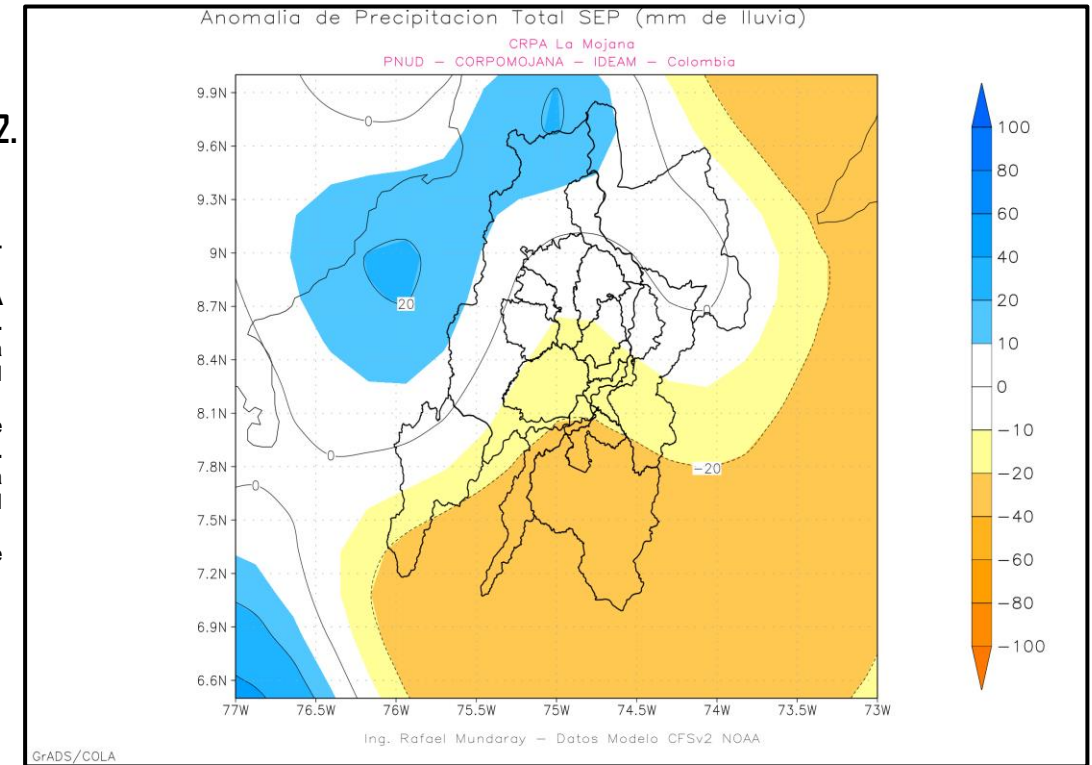 Anomalia de Precipitacion Total SEP (mm de lluvia)
CRPA La Mojana
PNUD – CORPOMOJANA – IDEAM – Colombia
9.9N
9.6N
9.3N
9N
8.7N
8.4N
8.1N
7.8N
7.5N
7.2N
6.9N
6.6N
77W 76.5W 76W 75.5W 75W 74.5W 74W 73.5W 73W
0
20
0
0
0
-20
100
80
60
40
20
10
0
-10
-20
-40
-60
-80
-100
Ing. Rafael Mundaray – Datos Modelo CFSv2 NOAA
GrADS/COLA